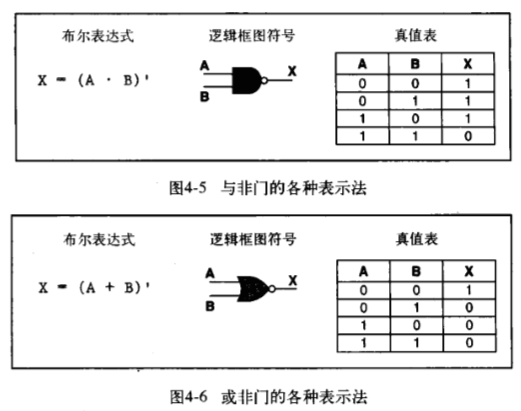 布尔表达式 逻辑框图符号 真值表
X = (A · B)'
A
B
X
A B X
0 0 1
0 1 1
1 0 1
1 1 0
图4-5 与非门的各种表示法
布尔表达式 逻辑框图符号 真值表
X = (A + B)'
A
B
X
A B X
0 0 1
0 1 0
1 0 0
1 1 0
图4-6 或非门的各种表示法